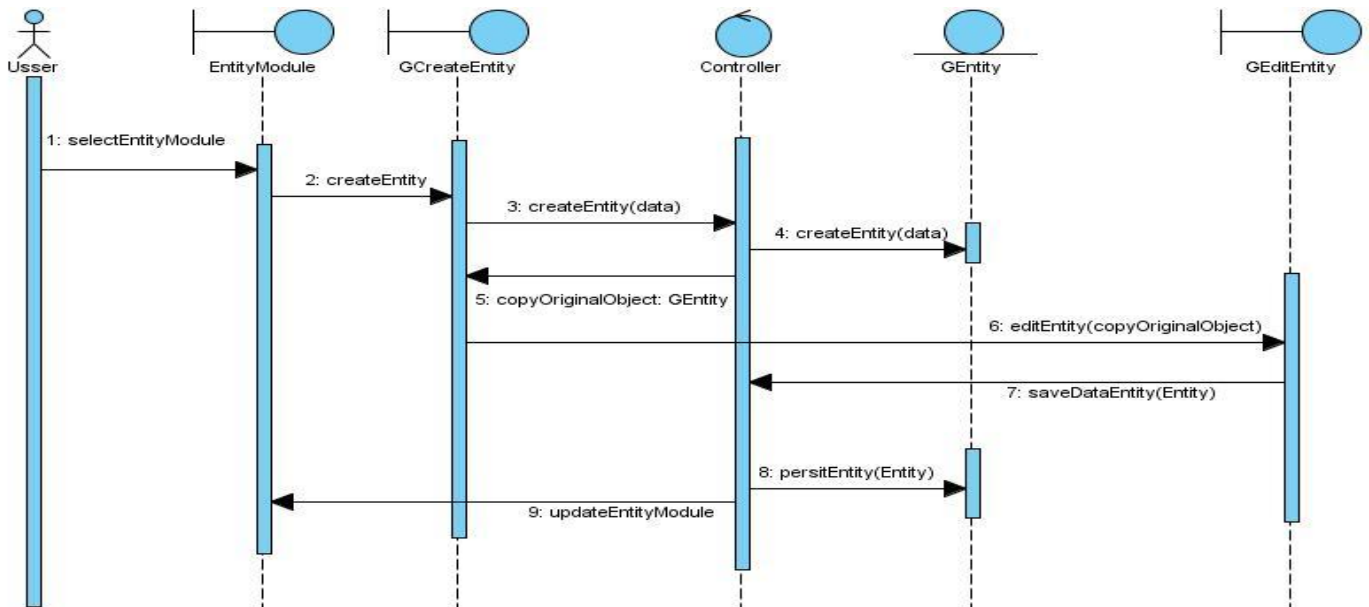 Usser
EntityModule
GCreateEntity
Controller
GEntity
GEditEntity
1: selectEntityModule
2: createEntity
3: createEntity(data)
4: createEntity(data)
5: copyOriginalObject: GEntity
6: editEntity(copyOriginalObject)
7: saveDataEntity(Entity)
8: persitEntity(Entity)
9: updateEntityModule